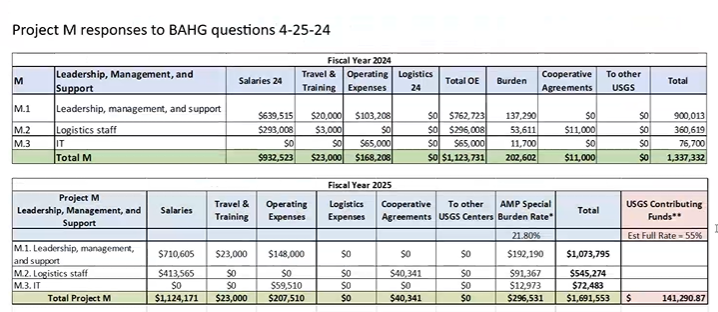 Project M responses to BAHG questions 4-25-24
Fiscal Year 2024
M Leadership, Management, and Support Salaries 24 Travel & Training Operating Expenses Logistics 24 Total OE Burden Cooperative Agreements To other USGS Total
M.1 Leadership, management, and support $639,515 $20,000 $103,208 $0 $762,723 137,290 $0 $0 900,013
M.2 Logistics staff $293,008 $3,000 $0 $0 $296,008 53,611 $11,000 $0 360,619
M.3 IT $0 $0 $65,000 $0 $65,000 11,700 $0 $0 76,700
Total M $932,523 $23,000 $168,208 $0 $1,123,731 202,602 $11,000 $0 1,337,332
Fiscal Year 2025
Project M Leadership, Management, and Support Salaries Travel & Training Operating Expenses Logistics Expenses Cooperative Agreements To other USGS Centers AMP Special Burden Rate* Total USGS Contributing Funds**
21.80% Est Full Rate = 55%
M.1. Leadership, management, and support $710,605 $23,000 $148,000 $0 $0 $0 $192,190 $1,073,795
M.2. Logistics staff $413,565 $0 $0 $0 $40,341 $0 $91,367 $545,274
M.3. IT $0 $0 $59,510 $0 $0 $0 $12,973 $72,483
Total Project M $1,124,171 $23,000 $207,510 $0 $40,341 $0 $296,531 $1,691,553 $ 141,290.87